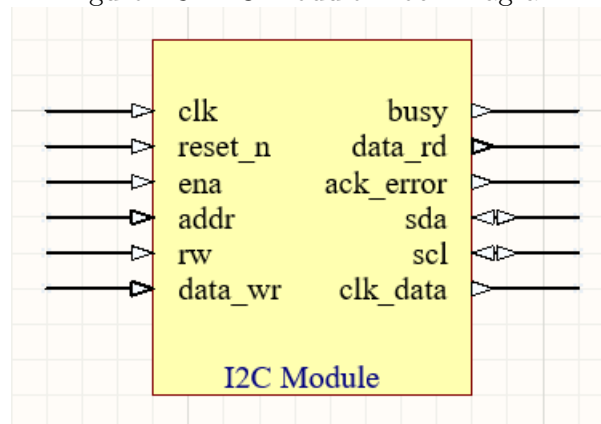 clk busy
reset_n data_rd
ena ack_error
addr sda
rw scl
data_wr clk_data
I2C Module